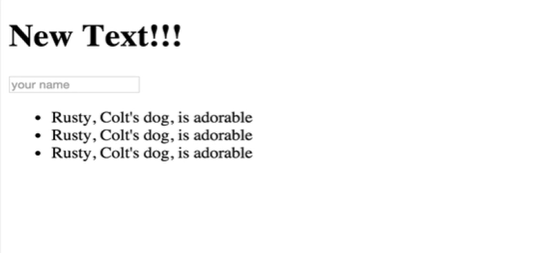 New Text!!!
your name
Rusty, Colt's dog, is adorable
Rusty, Colt's dog, is adorable
Rusty, Colt's dog, is adorable